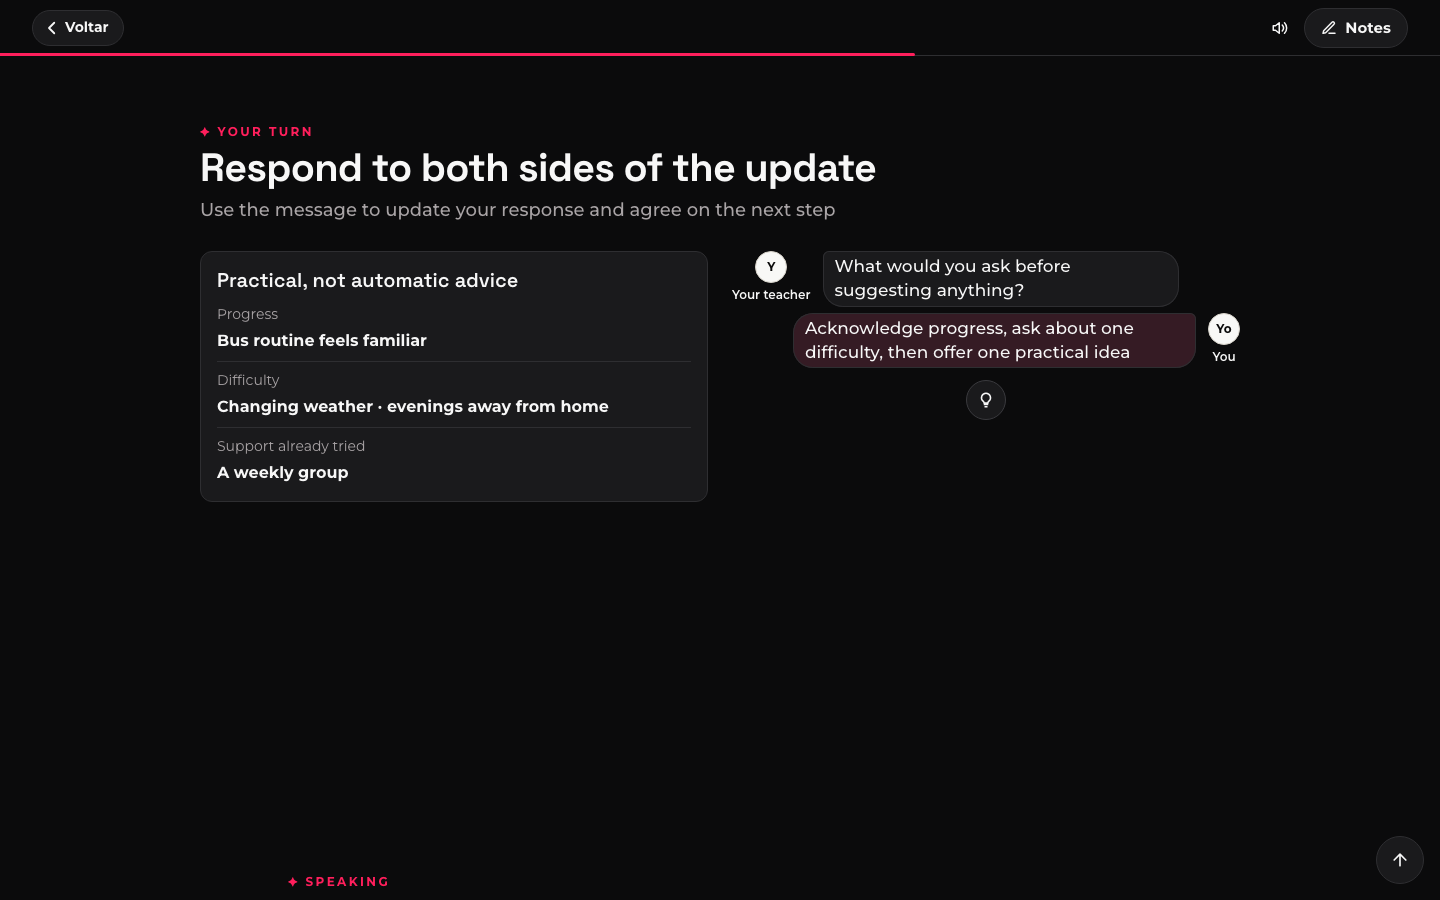 Voltar
Notes
YOUR TURN
Respond to both sides of the update
Use the message to update your response and agree on the next step
Practical, not automatic advice
Progress
Bus routine feels familiar
Difficulty
Changing weather · evenings away from home
Support already tried
A weekly group
Y
Your teacher
What would you ask before
suggesting anything?
Acknowledge progress, ask about one
difficulty, then offer one practical idea
Yo
You
SPEAKING